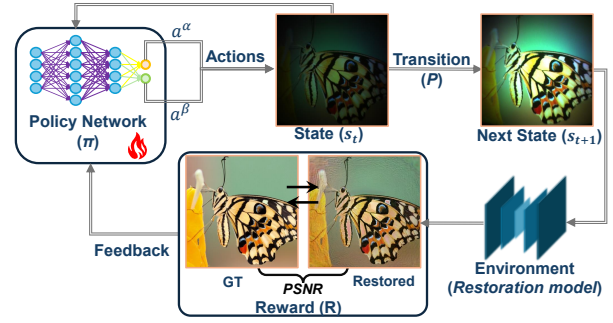 a^α
Actions
a^β
Policy Network
(π)
State (s_t)
Transition
(P)
Next State (s_{t+1})
Feedback
GT
PSNR
Restored
Reward (R)
Environment
(Restoration model)